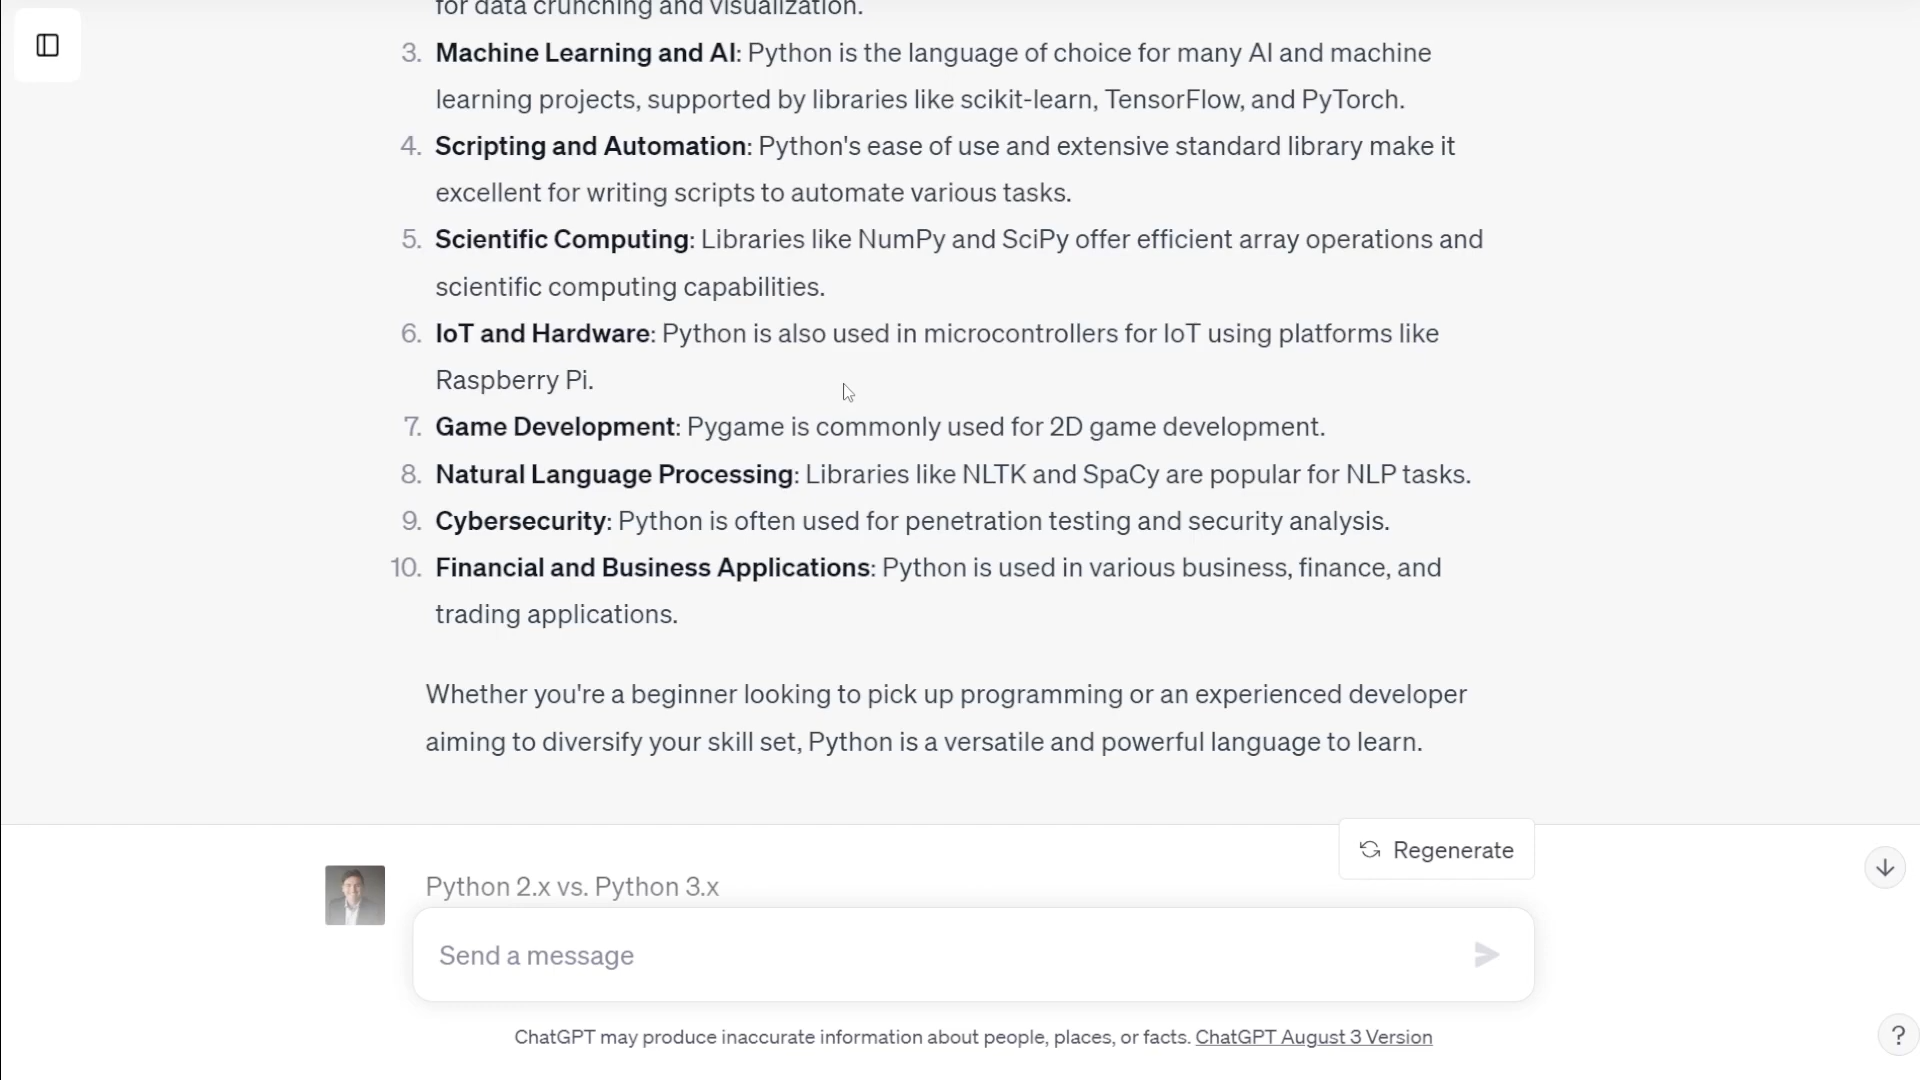 for data crunching and visualization.
3. Machine Learning and AI: Python is the language of choice for many AI and machine
learning projects, supported by libraries like scikit-learn, TensorFlow, and PyTorch.
4. Scripting and Automation: Python's ease of use and extensive standard library make it
excellent for writing scripts to automate various tasks.
5. Scientific Computing: Libraries like NumPy and SciPy offer efficient array operations and
scientific computing capabilities.
6. IoT and Hardware: Python is also used in microcontrollers for IoT using platforms like
Raspberry Pi.
7. Game Development: Pygame is commonly used for 2D game development.
8. Natural Language Processing: Libraries like NLTK and SpaCy are popular for NLP tasks.
9. Cybersecurity: Python is often used for penetration testing and security analysis.
10. Financial and Business Applications: Python is used in various business, finance, and
trading applications.
Whether you're a beginner looking to pick up programming or an experienced developer
aiming to diversify your skill set, Python is a versatile and powerful language to learn.
Regenerate
Python 2.x vs. Python 3.x
Send a message
ChatGPT may produce inaccurate information about people, places, or facts. ChatGPT August 3 Version
?